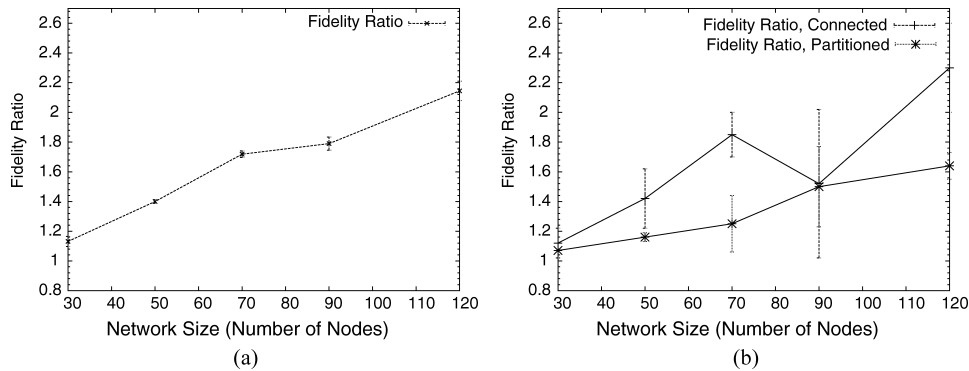 Fidelity Ratio
2.6
2.4
2.2
2
1.8
1.6
1.4
1.2
1
0.8
Fidelity Ratio
30 40 50 60 70 80 90 100 110 120
Network Size (Number of Nodes)
(a)
Fidelity Ratio, Connected
Fidelity Ratio, Partitioned
2.6
2.4
2.2
2
1.8
1.6
1.4
1.2
1
0.8
Fidelity Ratio
30 40 50 60 70 80 90 100 110 120
Network Size (Number of Nodes)
(b)